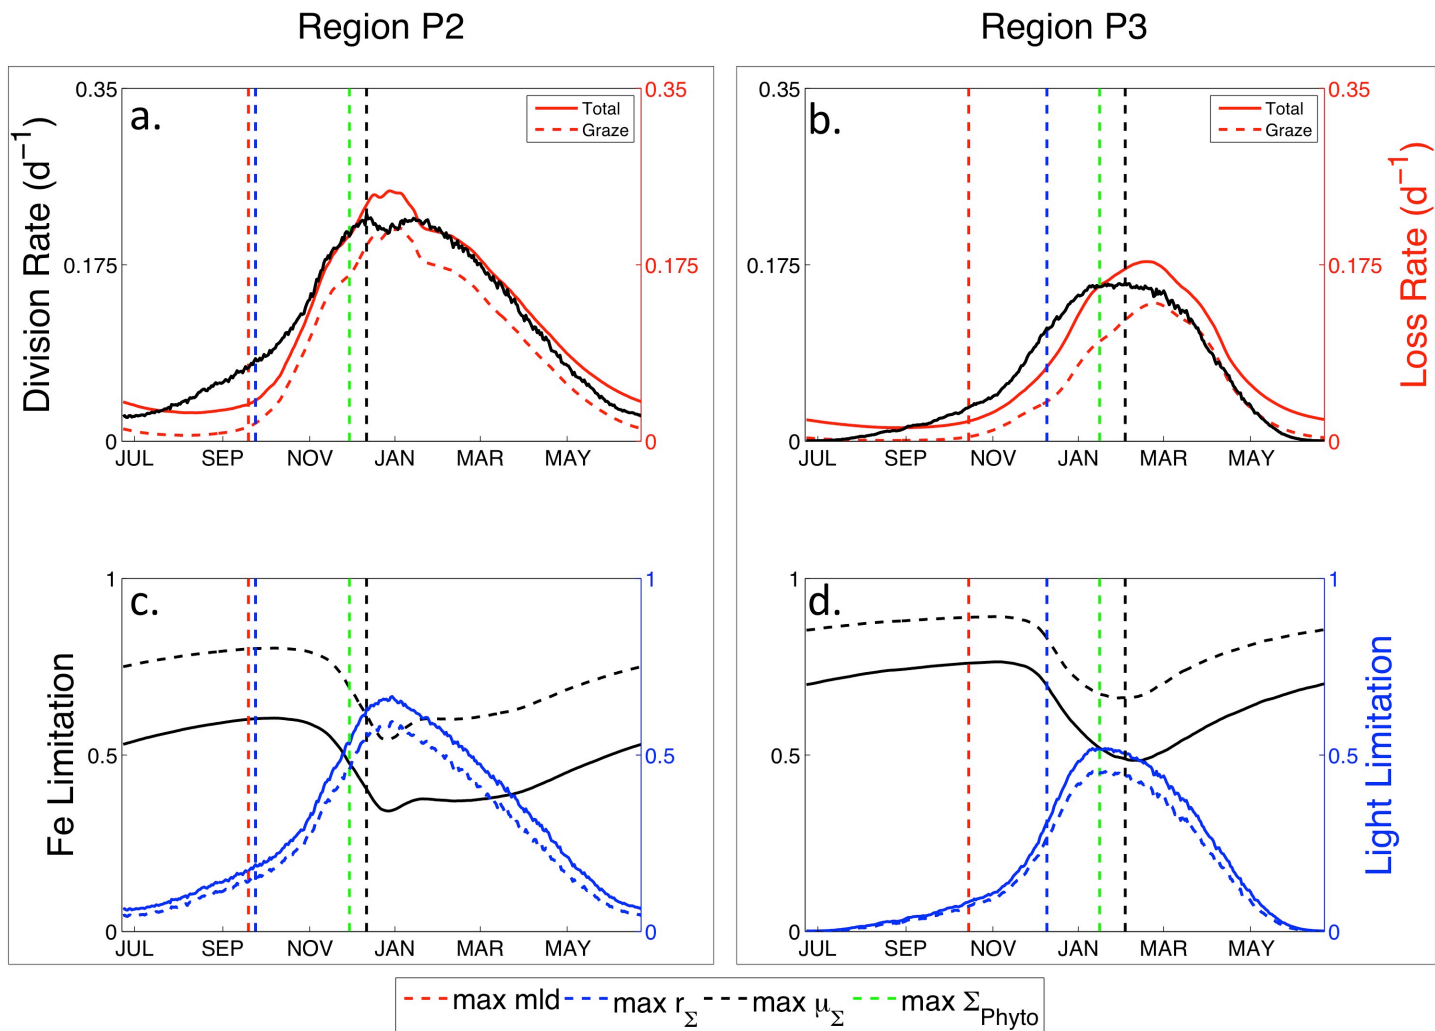 Region P2
Region P3
0.35
a.
0.35
Total
Graze
Division Rate (d⁻¹)
0.175
0.175
0
0
JUL SEP NOV JAN MAR MAY
0.35
b.
0.35
Total
Graze
Loss Rate (d⁻¹)
0.175
0.175
0
0
JUL SEP NOV JAN MAR MAY
1
c.
1
Fe Limitation
0.5
0.5
0
0
JUL SEP NOV JAN MAR MAY
1
d.
1
Light Limitation
0.5
0.5
0
0
JUL SEP NOV JAN MAR MAY
max mld max r_Σ max μ_Σ max Σ_Phyto